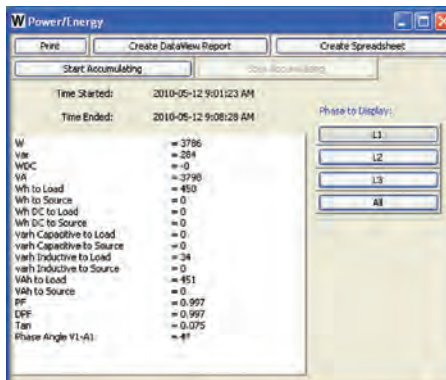 W Power/Energy
Print Create DataView Report Create Spreadsheet
Start Accumulating Stop Accumulating
Time Started: 2010-05-12 9:01:23 AM
Time Ended: 2010-05-12 9:08:28 AM
Phase to Display:
L1
L2
L3
All
W = 3786
var = 284
WDC = -0
VA = 3798
Wh to Load = 450
Wh to Source = 0
Wh DC to Load = 0
Wh DC to Source = 0
varh Capacitive to Load = 0
varh Capacitive to Source = 0
varh Inductive to Load = 34
varh Inductive to Source = 0
VAh to Load = 451
VAh to Source = 0
PF = 0.997
DPF = 0.997
Tan = 0.075
Phase Angle V1-A1 = 4°